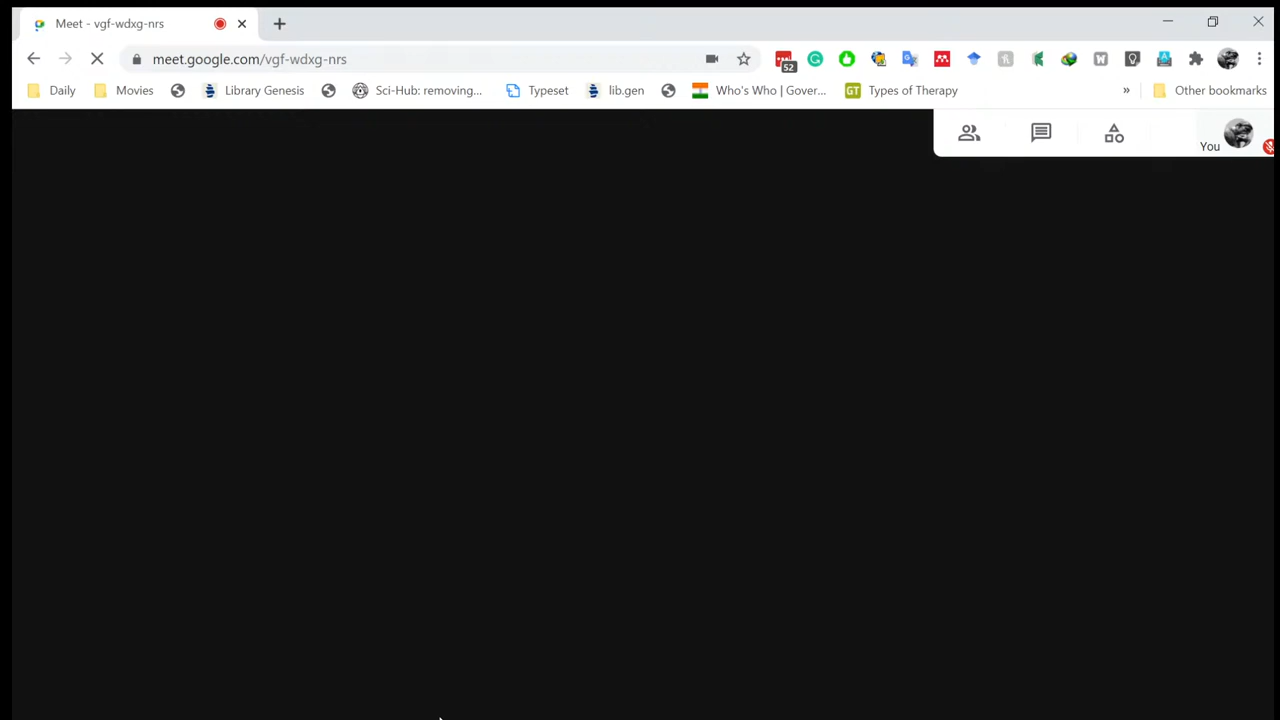 Meet - vgf-wdxg-nrs
meet.google.com/vgf-wdxg-nrs
52
Daily Movies Library Genesis Sci-Hub: removing... Typeset lib.gen Who's Who | Gover... GT Types of Therapy » Other bookmarks
You